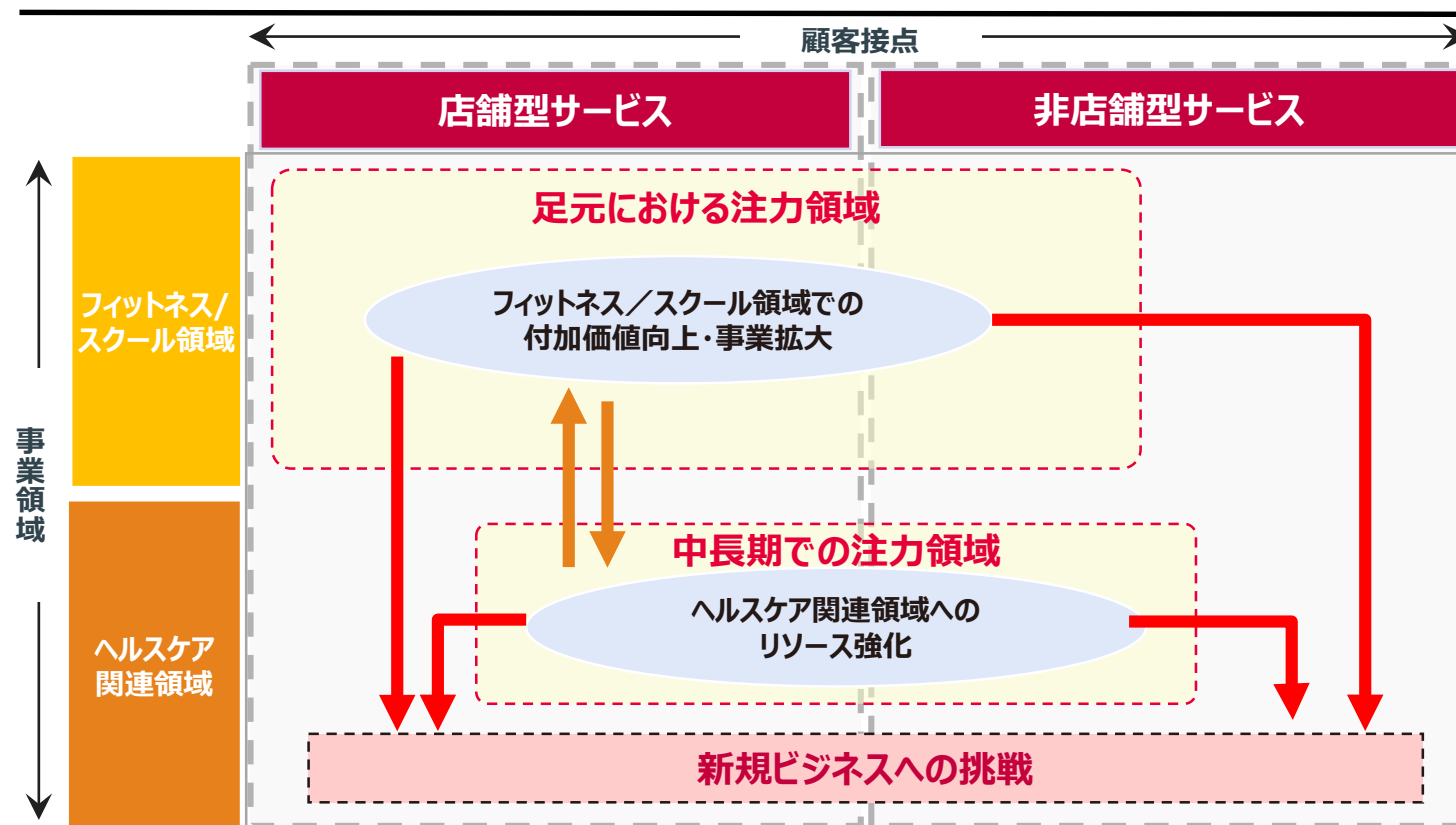 顧客接点
店舗型サービス
非店舗型サービス
事業領域
フィットネス/
スクール領域
足元における注力領域
フィットネス／スクール領域での
付加価値向上･事業拡大
ヘルスケア
関連領域
中長期での注力領域
ヘルスケア関連領域への
リソース強化
新規ビジネスへの挑戦